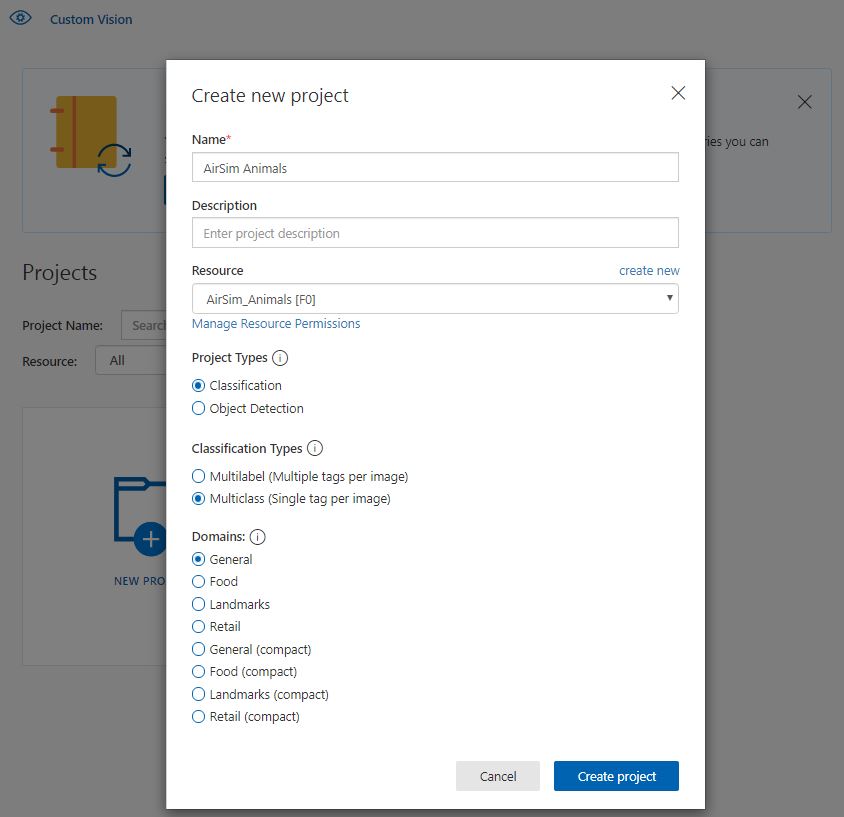 Custom Vision
Create new project
ries you can
Name*
AirSim Animals
Description
Enter project description
Projects
Resource
create new
AirSim_Animals [F0]
Manage Resource Permissions
Project Name:
Search
Resource:
All
Project Types
Classification
Object Detection
Classification Types
Multilabel (Multiple tags per image)
Multiclass (Single tag per image)
Domains:
General
Food
NEW PRO
Landmarks
Retail
General (compact)
Food (compact)
Landmarks (compact)
Retail (compact)
Cancel
Create project